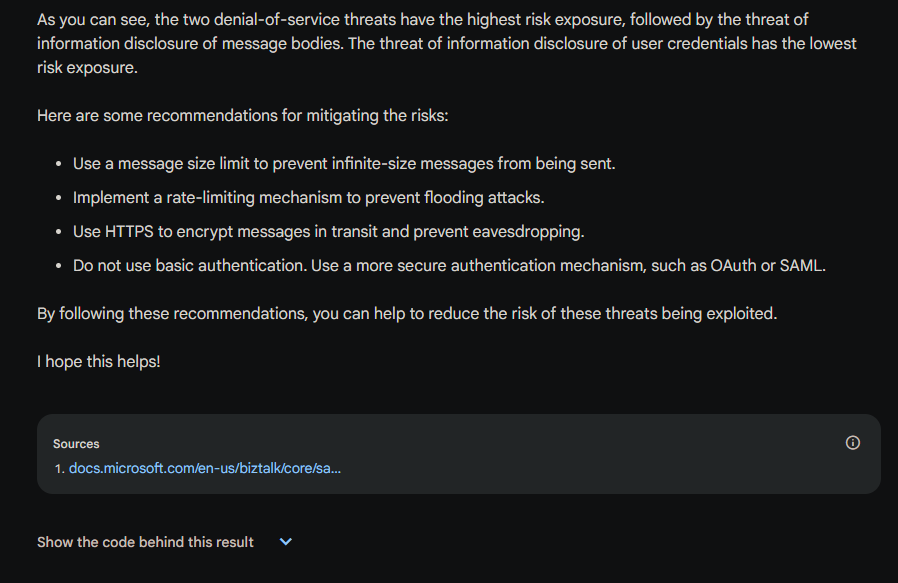 As you can see, the two denial-of-service threats have the highest risk exposure, followed by the threat of
information disclosure of message bodies. The threat of information disclosure of user credentials has the lowest
risk exposure.
Here are some recommendations for mitigating the risks:
• Use a message size limit to prevent infinite-size messages from being sent.
• Implement a rate-limiting mechanism to prevent flooding attacks.
• Use HTTPS to encrypt messages in transit and prevent eavesdropping.
• Do not use basic authentication. Use a more secure authentication mechanism, such as OAuth or SAML.
By following these recommendations, you can help to reduce the risk of these threats being exploited.
I hope this helps!
Sources
1. docs.microsoft.com/en-us/biztalk/core/sa...
Show the code behind this result